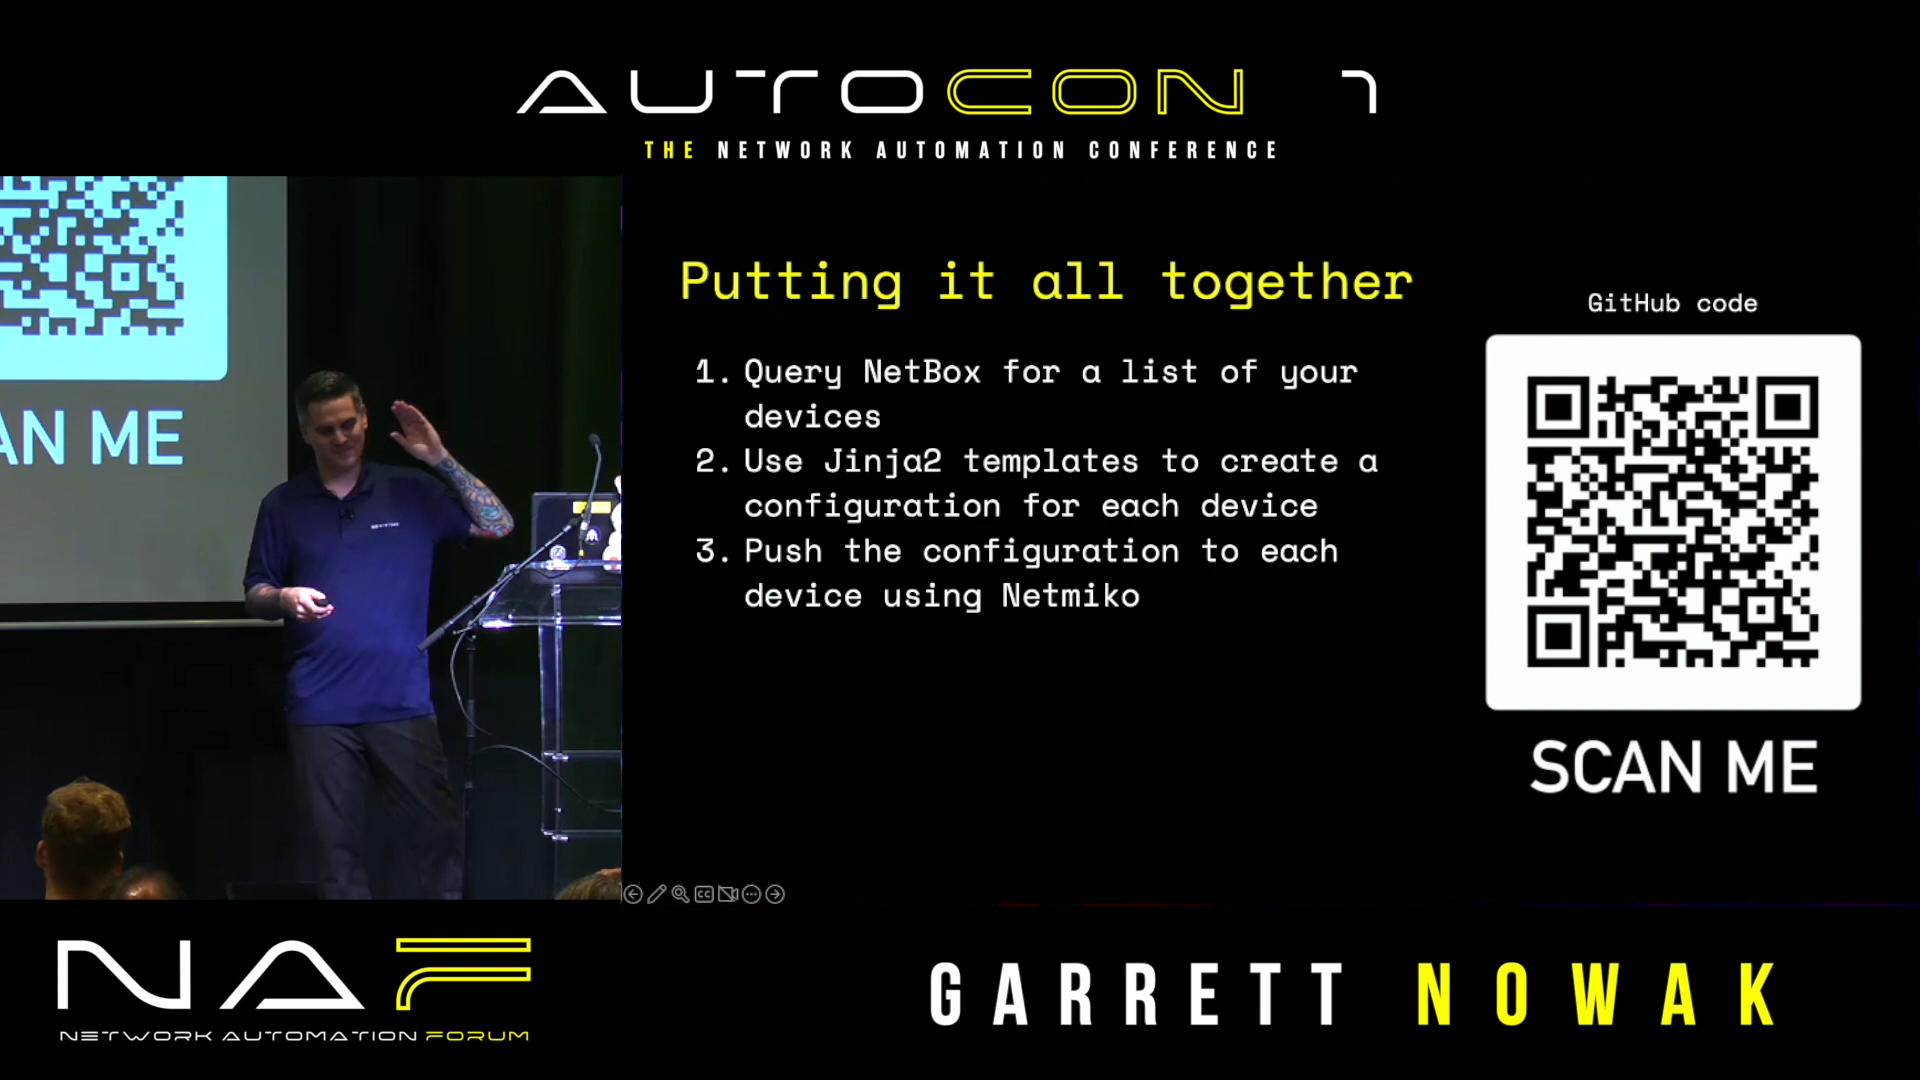 AUTOCON 1
THE NETWORK AUTOMATION CONFERENCE
AN ME
Putting it all together
1. Query NetBox for a list of your
devices
2. Use Jinja2 templates to create a
configuration for each device
3. Push the configuration to each
device using Netmiko
GitHub code
SCAN ME
CC
NAF
NETWORK AUTOMATION FORUM
GARRETT NOWAK